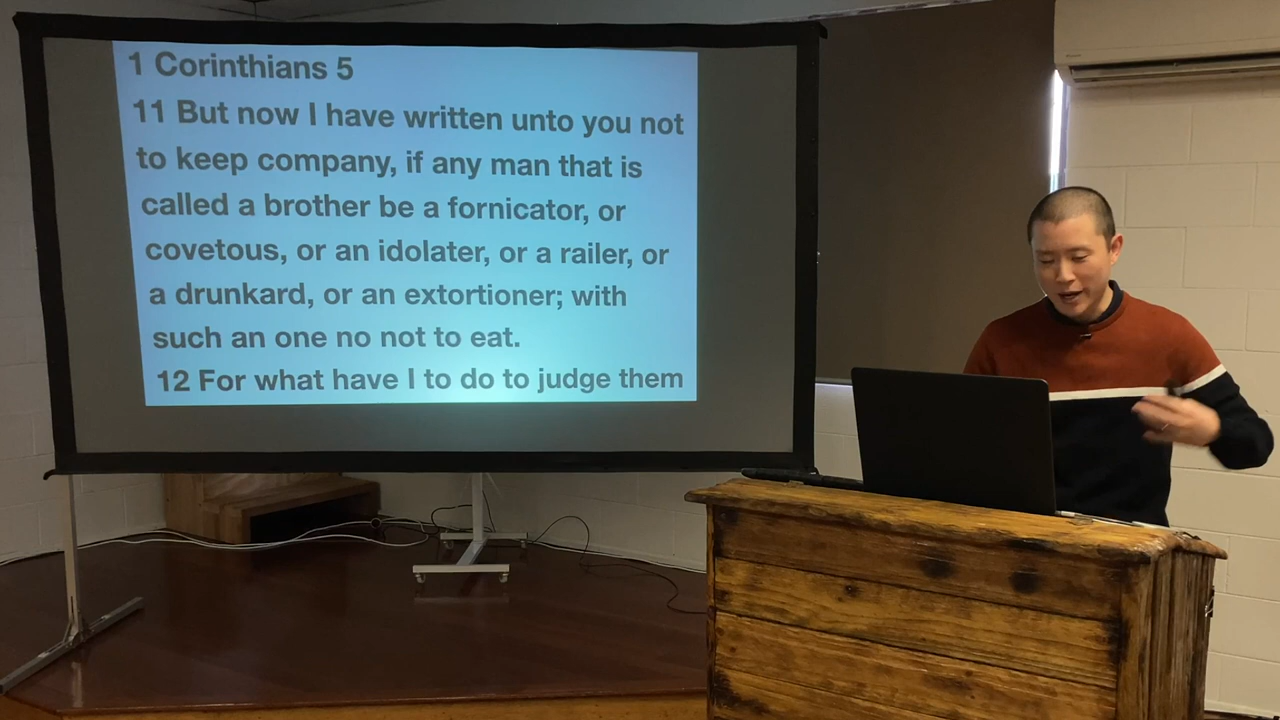 1 Corinthians 5
11 But now I have written unto you not
to keep company, if any man that is
called a brother be a fornicator, or
covetous, or an idolater, or a railer, or
a drunkard, or an extortioner; with
such an one no not to eat.
12 For what have I to do to judge them